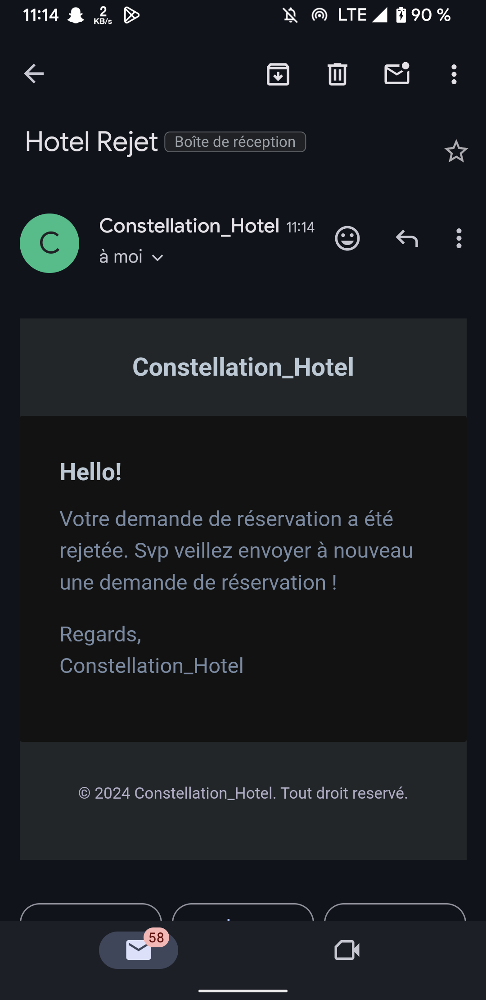 11:14 2 KB/s LTE 90 %
Hotel Rejet Boîte de réception
C
Constellation_Hotel 11:14
à moi
Constellation_Hotel
Hello!
Votre demande de réservation a été
rejetée. Svp veillez envoyer à nouveau
une demande de réservation !
Regards,
Constellation_Hotel
© 2024 Constellation_Hotel. Tout droit reservé.
58